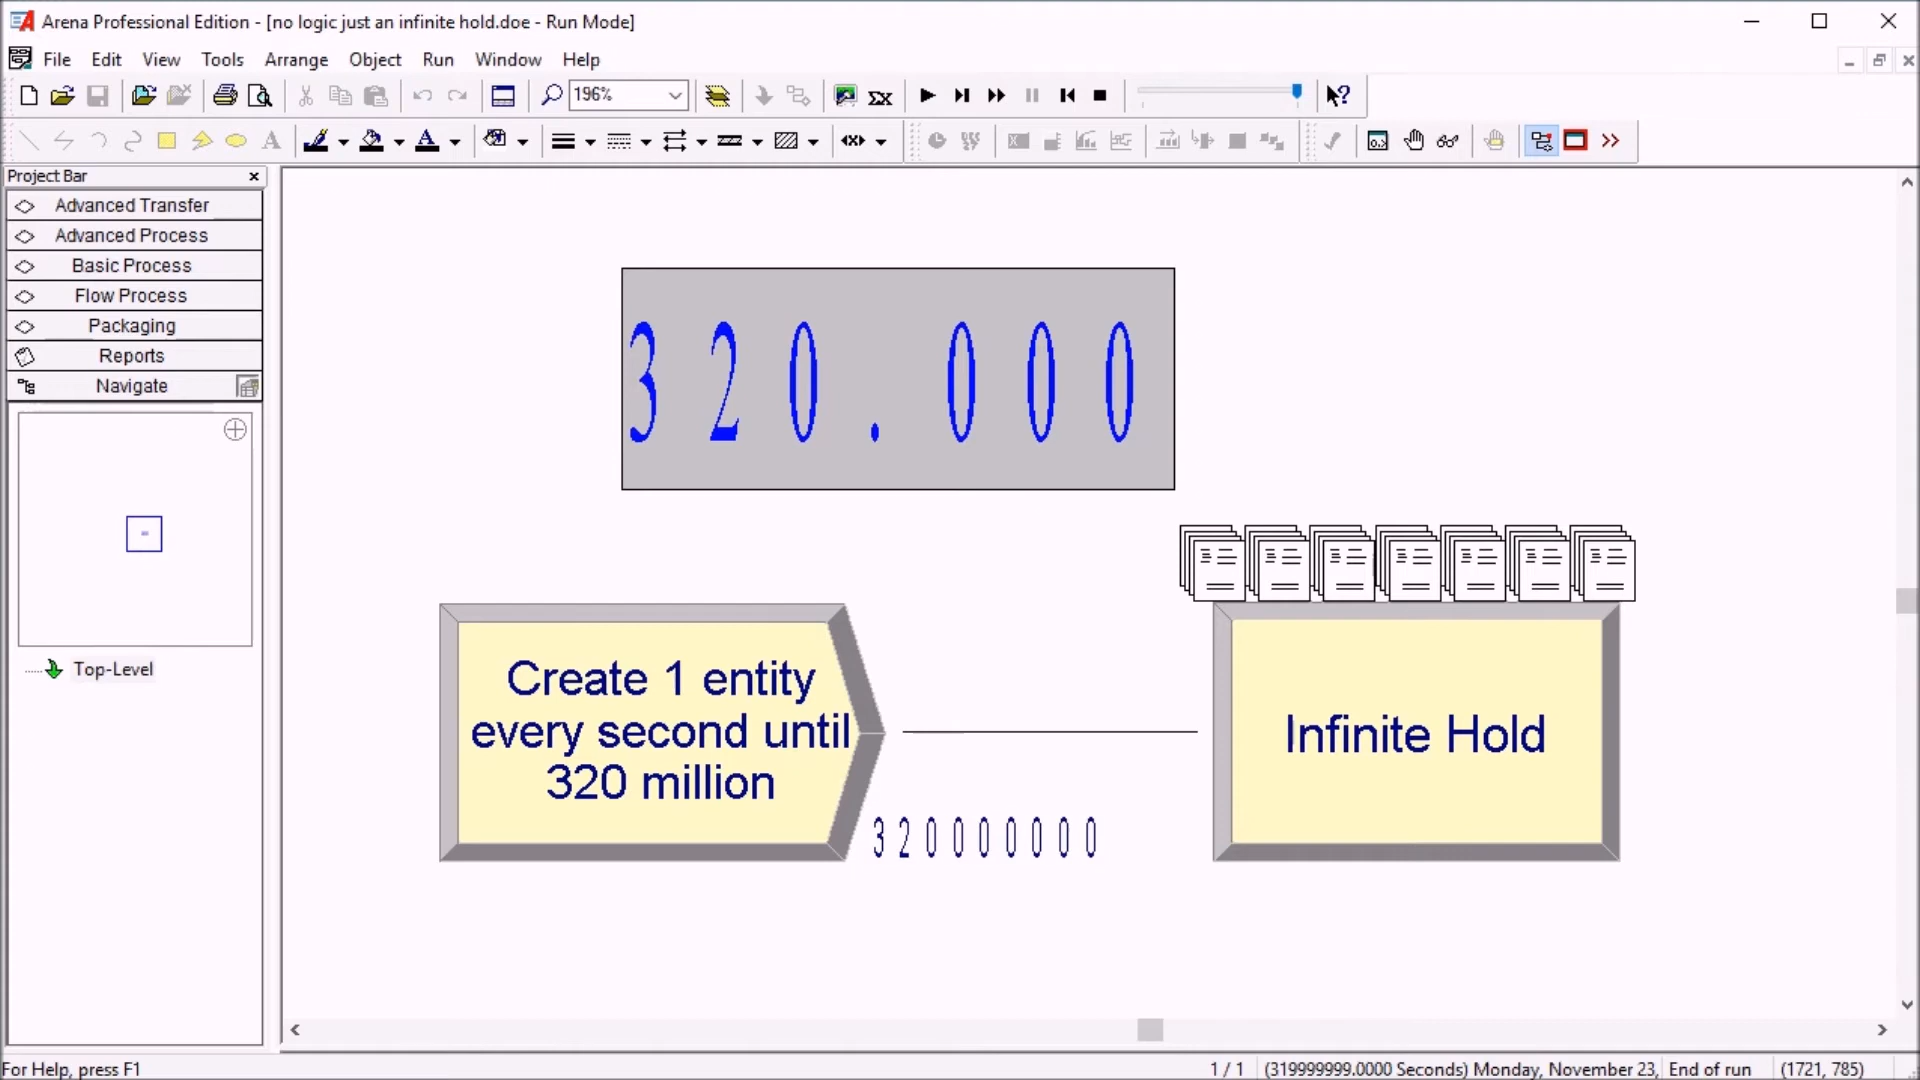 Arena Professional Edition - [no logic just an infinite hold.doe - Run Mode]
File Edit View Tools Arrange Object Run Window Help
196%
Project Bar
Advanced Transfer
Advanced Process
Basic Process
Flow Process
Packaging
Reports
Navigate
Top-Level
320.000
Create 1 entity
every second until
320 million
320000000
Infinite Hold
For Help, press F1
1 / 1
(319999999.0000 Seconds) Monday, November 23,
End of run
(1721, 785)